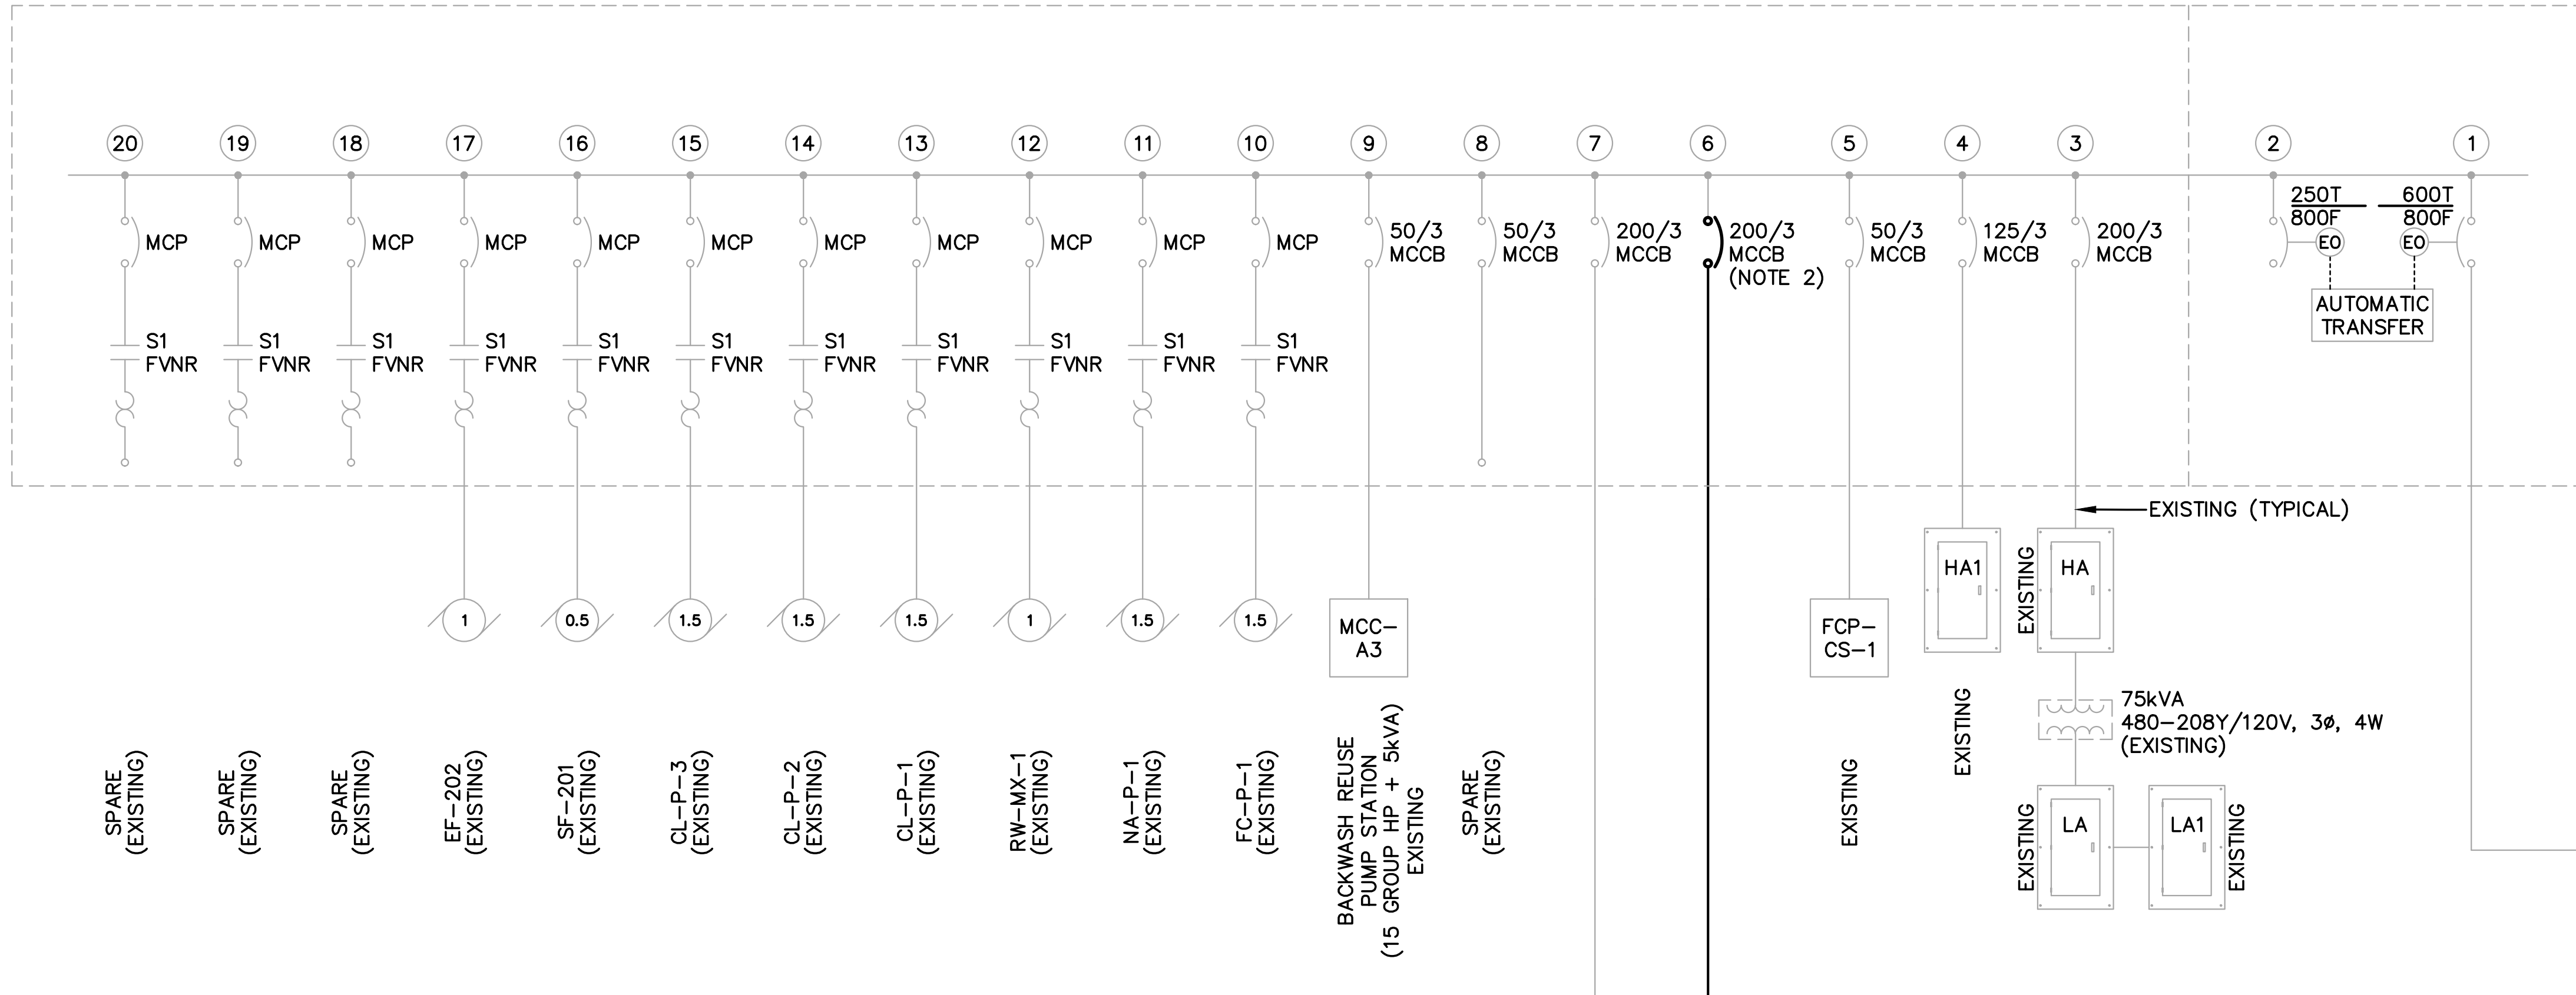 20
19
18
17
16
15
14
13
12
11
10
9
8
7
6
5
4
3
2
1
MCP
MCP
MCP
MCP
MCP
MCP
MCP
MCP
MCP
MCP
MCP
50/3
MCCB
50/3
MCCB
200/3
MCCB
200/3
MCCB
(NOTE 2)
50/3
MCCB
125/3
MCCB
200/3
MCCB
250T
800F
EO
600T
800F
EO
AUTOMATIC
TRANSFER
S1
FVNR
S1
FVNR
S1
FVNR
S1
FVNR
S1
FVNR
S1
FVNR
S1
FVNR
S1
FVNR
S1
FVNR
S1
FVNR
S1
FVNR
EXISTING (TYPICAL)
1
0.5
1.5
1.5
1.5
1
1.5
1.5
MCC-
A3
FCP-
CS-1
HA1
EXISTING
HA
75kVA
480-208Y/120V, 3ø, 4W
(EXISTING)
SPARE
(EXISTING)
SPARE
(EXISTING)
SPARE
(EXISTING)
EF-202
(EXISTING)
SF-201
(EXISTING)
CL-P-3
(EXISTING)
CL-P-2
(EXISTING)
CL-P-1
(EXISTING)
RW-MX-1
(EXISTING)
NA-P-1
(EXISTING)
FC-P-1
(EXISTING)
BACKWASH REUSE
PUMP STATION
(15 GROUP HP + 5kVA)
EXISTING
SPARE
(EXISTING)
EXISTING
EXISTING
EXISTING
LA
LA1
EXISTING